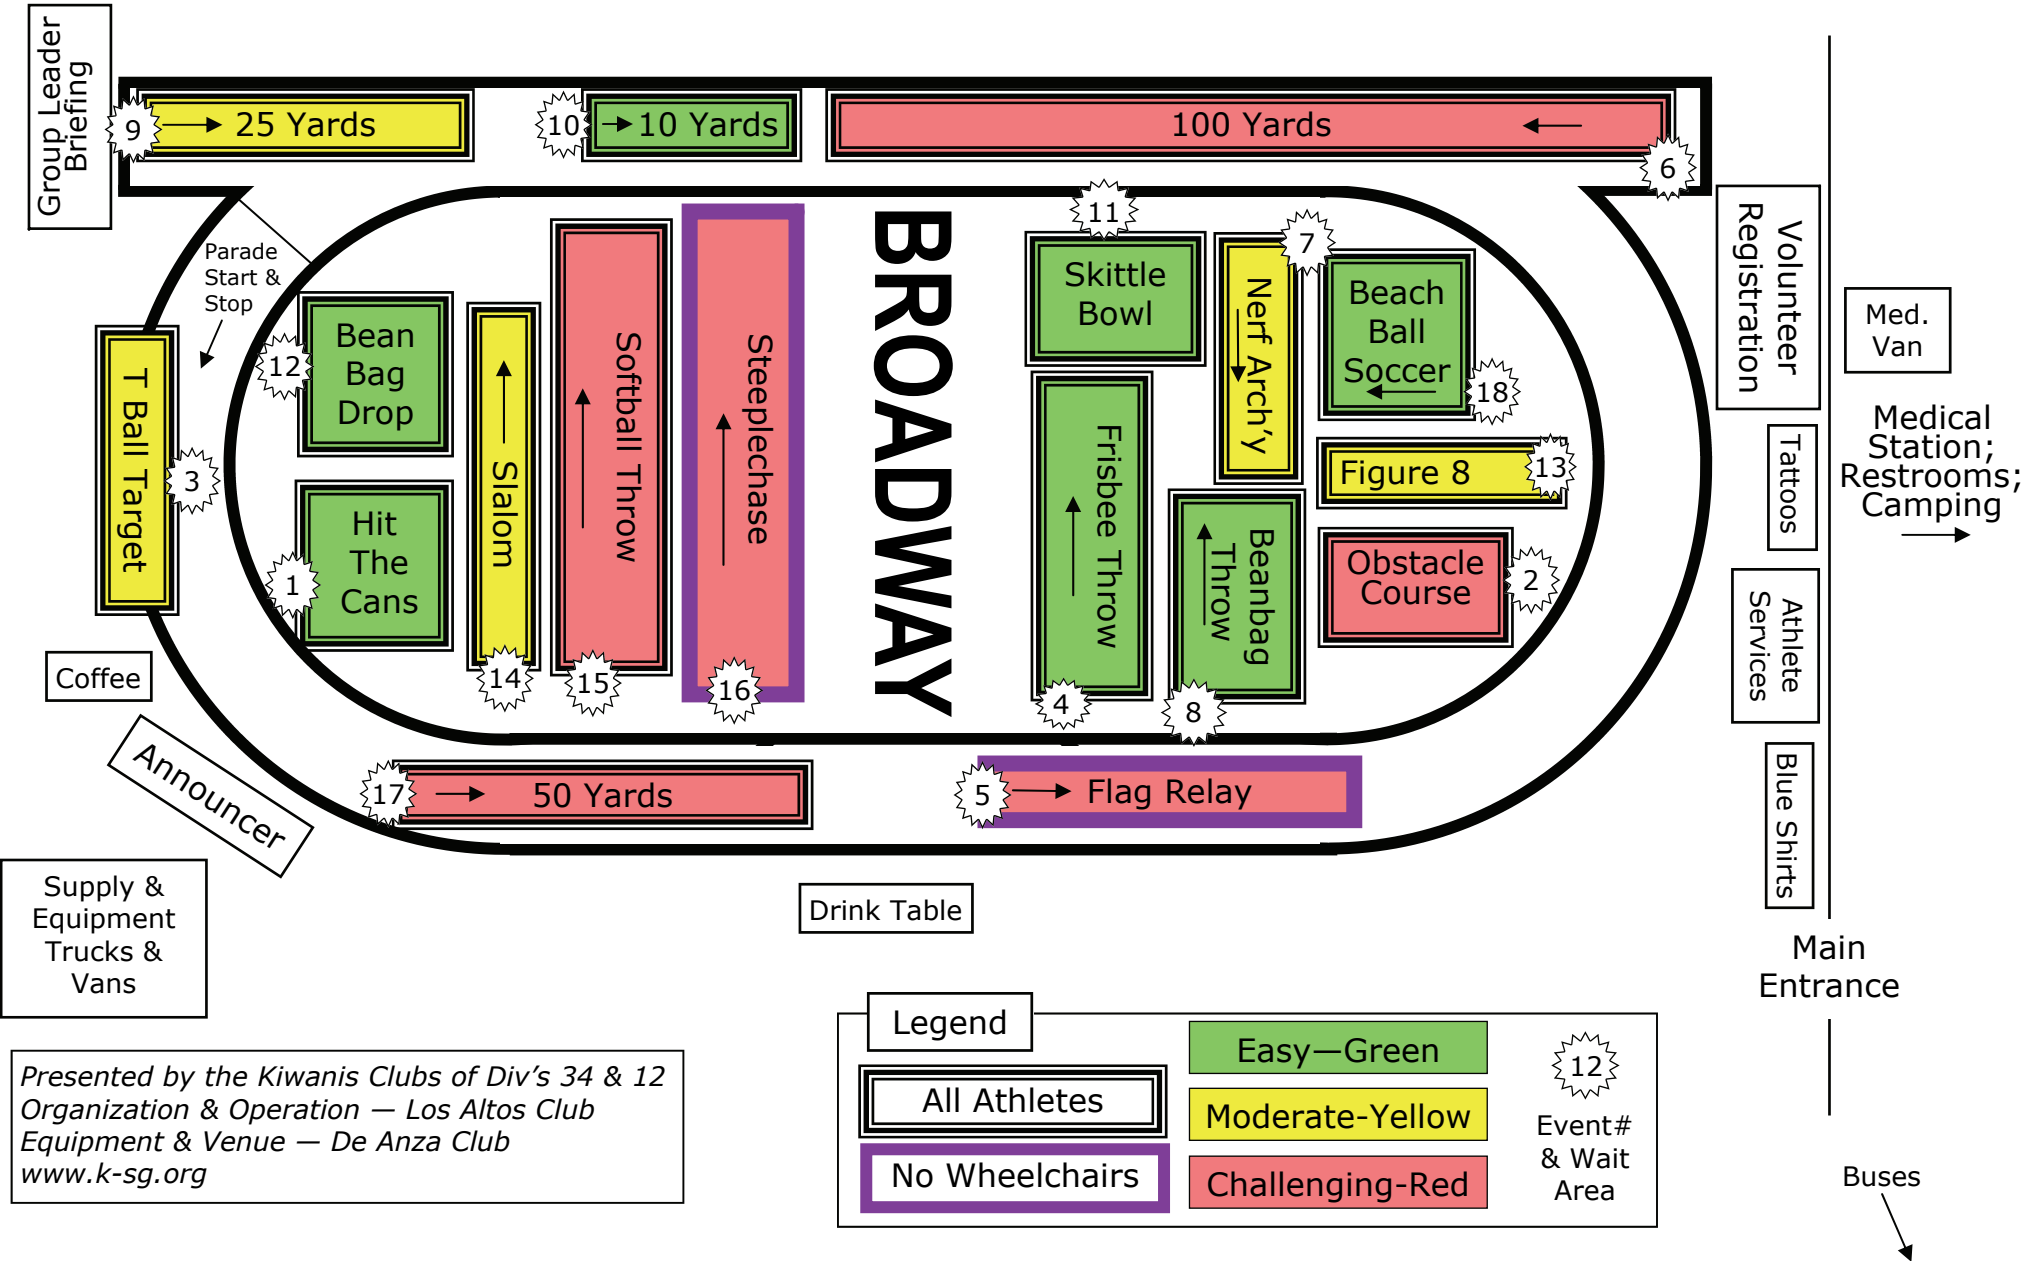 Group Leader
Briefing
9
25 Yards
10
10 Yards
100 Yards
6
Parade
Start &
Stop
T Ball Target
3
12
Bean
Bag
Drop
1
Hit
The
Cans
Slalom
14
Softball Throw
15
Steeplechase
16
BROADWAY
11
Skittle
Bowl
Frisbee Throw
4
Nerf Arch’y
7
Beanbag
Throw
8
Beach
Ball
Soccer
18
Figure 8
13
Obstacle
Course
2
17
50 Yards
5
Flag Relay
Volunteer
Registration
Tattoos
Athlete
Services
Blue Shirts
Med.
Van
Medical
Station;
Restrooms;
Camping
Main
Entrance
Buses
Coffee
Announcer
Supply &
Equipment
Trucks &
Vans
Drink Table
Presented by the Kiwanis Clubs of Div’s 34 & 12
Organization & Operation — Los Altos Club
Equipment & Venue — De Anza Club
www.k-sg.org
Legend
All Athletes
No Wheelchairs
Easy—Green
Moderate-Yellow
Challenging-Red
12
Event#
& Wait
Area